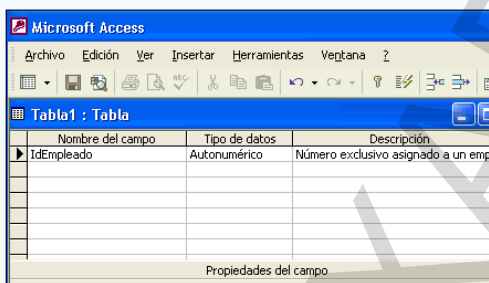 Microsoft Access
Archivo Edición Ver Insertar Herramientas Ventana ?
Tabla1 : Tabla
Nombre del campo Tipo de datos Descripción
IdEmpleado Autonumérico Número exclusivo asignado a un emp
Propiedades del campo